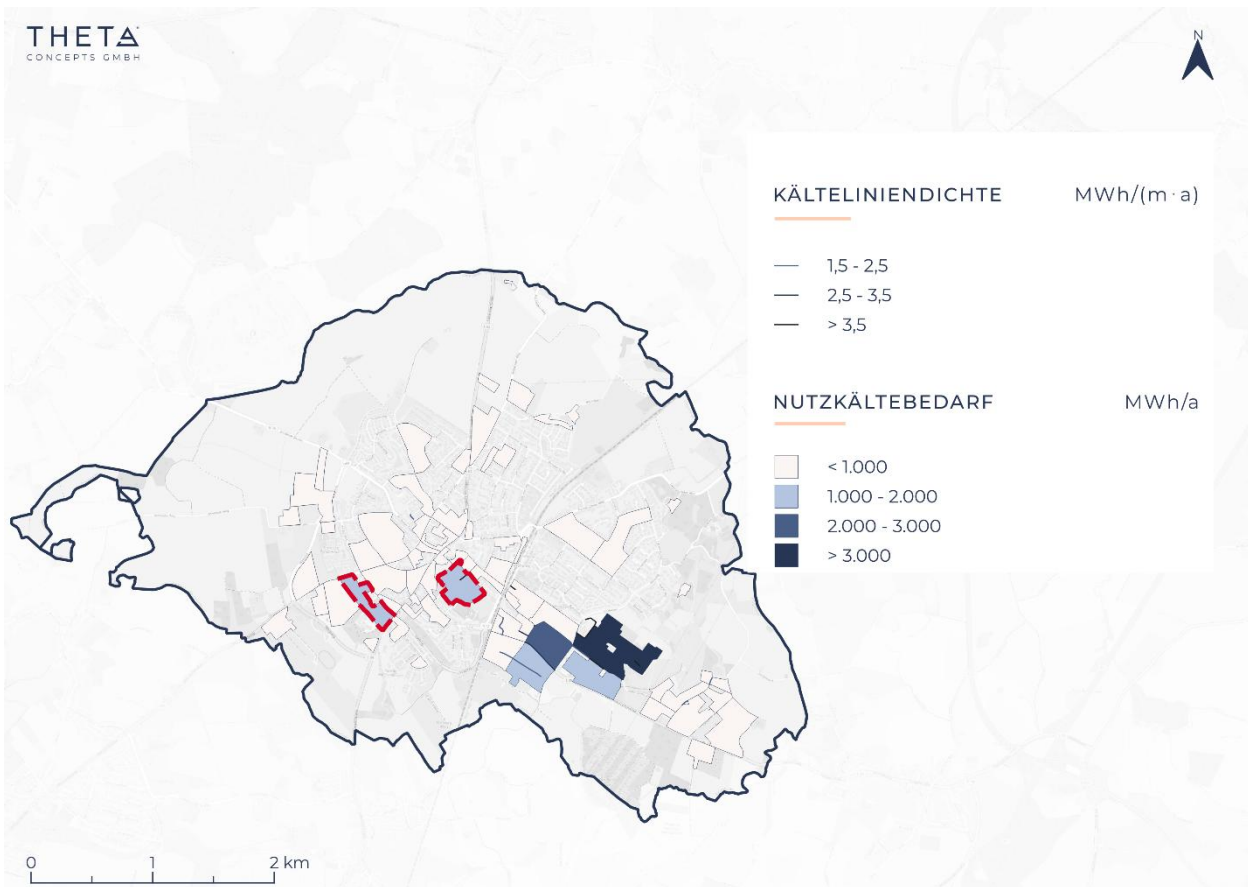 THETA
CONCEPTS GMBH
N
KÄLTELINIENDICHTE MWh/(m·a)
1,5 - 2,5
2,5 - 3,5
> 3,5
NUTZKÄLTEBEDARF MWh/a
< 1.000
1.000 - 2.000
2.000 - 3.000
> 3.000
0 1 2 km